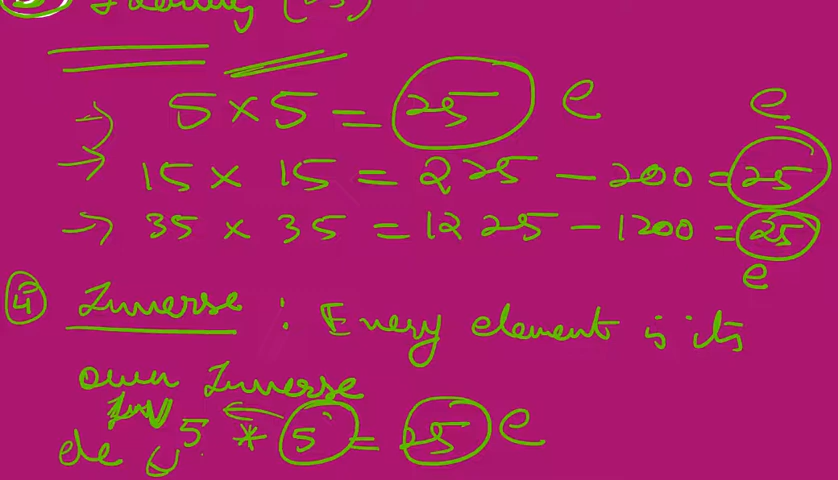 (25)
→ 5 × 5 = 25 e
→ 15 × 15 = 225 - 200 = 25 e
→ 35 × 35 = 1225 - 1200 = 25 e
④ Inverse : Every element is its
own Inverse
5 * 5 = 25 e